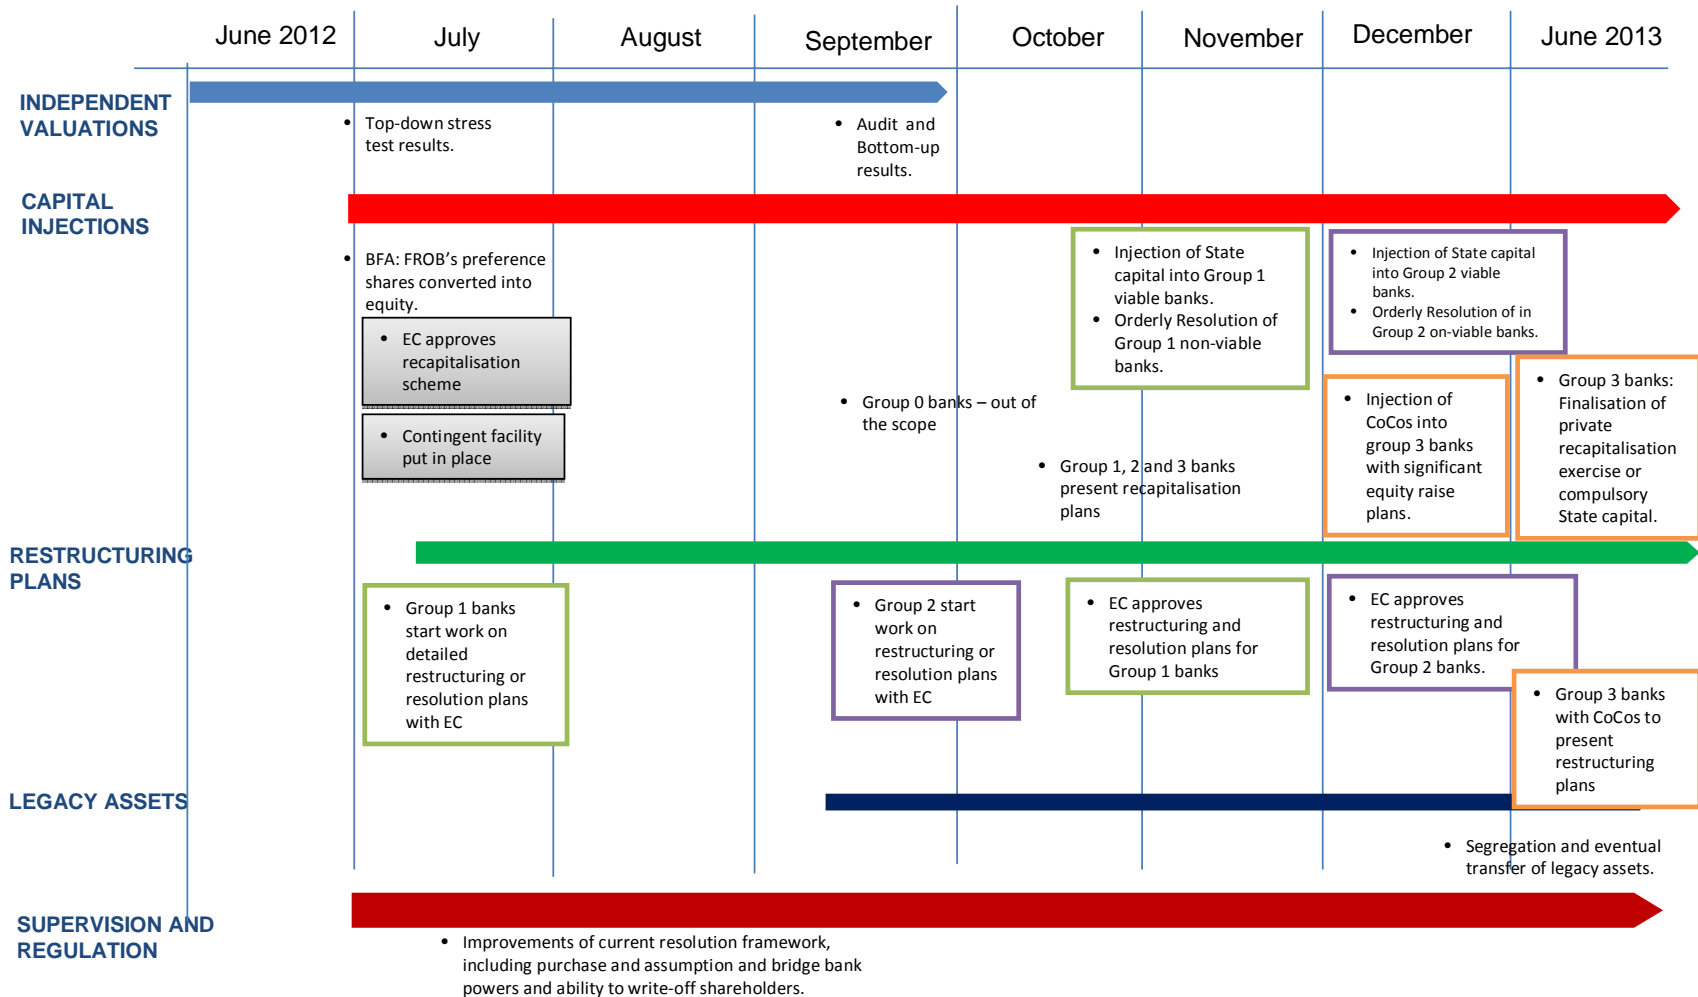 June 2012 July August September October November December June 2013
INDEPENDENT
VALUATIONS
• Top-down stress
test results.
• Audit and
Bottom-up
results.
CAPITAL
INJECTIONS
• BFA: FROB's preference
shares converted into
equity.
• EC approves
recapitalisation
scheme
• Contingent facility
put in place
• Group 0 banks – out of
the scope
• Group 1, 2 and 3 banks
present recapitalisation
plans
• Injection of State
capital into Group 1
viable banks.
• Orderly Resolution of
Group 1 non-viable
banks.
• Injection of State capital
into Group 2 viable
banks.
• Orderly Resolution of in
Group 2 on-viable banks.
• Injection of
CoCos into
group 3 banks
with significant
equity raise
plans.
• Group 3 banks:
Finalisation of
private
recapitalisation
exercise or
compulsory
State capital.
RESTRUCTURING
PLANS
• Group 1 banks
start work on
detailed
restructuring or
resolution plans
with EC
• Group 2 start
work on
restructuring or
resolution plans
with EC
• EC approves
restructuring and
resolution plans for
Group 1 banks
• EC approves
restructuring and
resolution plans for
Group 2 banks.
• Group 3 banks
with CoCos to
present
restructuring
plans
LEGACY ASSETS
• Segregation and eventual
transfer of legacy assets.
SUPERVISION AND
REGULATION
• Improvements of current resolution framework,
including purchase and assumption and bridge bank
powers and ability to write-off shareholders.